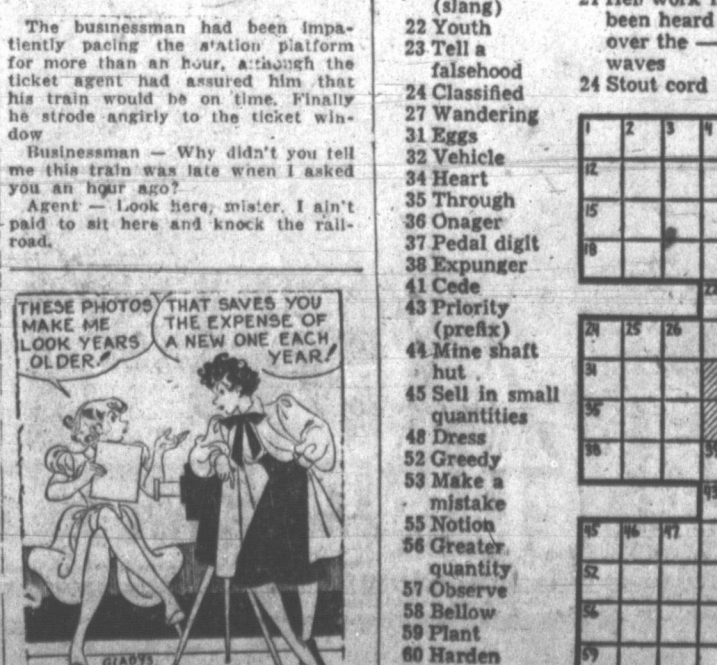 The businessman had been impa-
tiently pacing the station platform
for more than an hour, although the
ticket agent had assured him that
his train would be on time. Finally
he strode angirly to the ticket win-
dow
Businessman — Why didn't you tell
me this train was late when I asked
you an hour ago?
Agent — Look here, mister, I ain't
paid to sit here and knock the rail-
road.
THESE PHOTOS
MAKE ME
LOOK YEARS
OLDER!
THAT SAVES YOU
THE EXPENSE OF
A NEW ONE EACH
YEAR!
GLADYS
(slang)
22 Youth
23 Tell a
falsehood
24 Classified
27 Wandering
31 Eggs
32 Vehicle
34 Heart
35 Through
36 Onager
37 Pedal digit
38 Expunger
41 Cede
43 Priority
(prefix)
44 Mine shaft
hut
45 Sell in small
quantities
48 Dress
52 Greedy
53 Make a
mistake
55 Notion
56 Greater
quantity
57 Observe
58 Bellow
59 Plant
60 Harden
been heard
over the —
waves
24 Stout cord
1 2 3 4
12
15
18
24 25 26
31
35
38
45 46 47
52
56
59